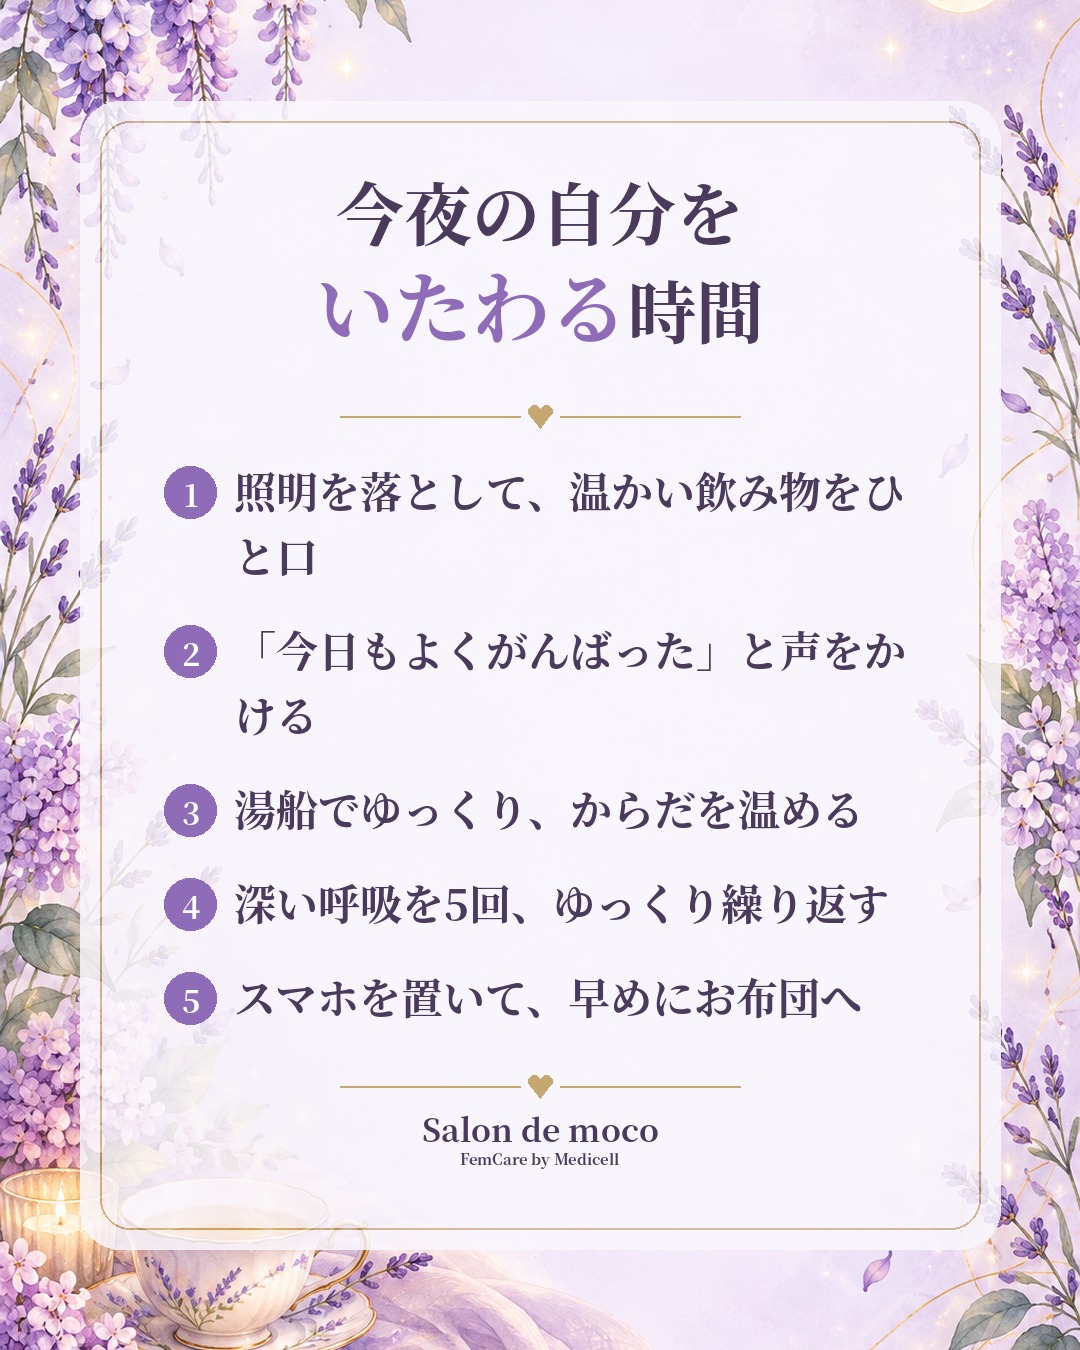 今夜の自分を
いたわる時間
1 照明を落として、温かい飲み物をひ
と口
2 「今日もよくがんばった」と声をか
ける
3 湯船でゆっくり、からだを温める
4 深い呼吸を5回、ゆっくり繰り返す
5 スマホを置いて、早めにお布団へ
Salon de moco
FemCare by Medicell